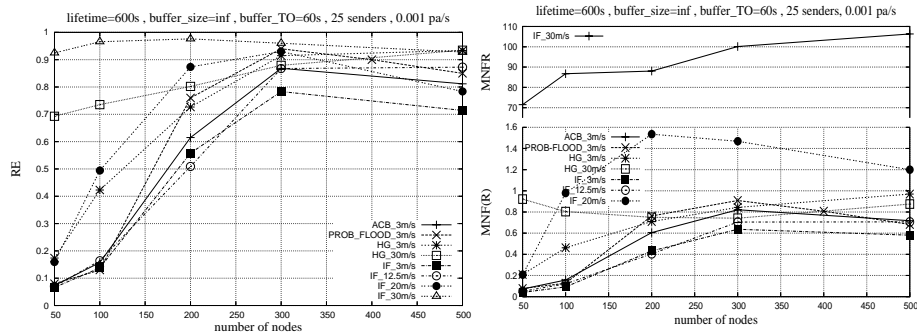 lifetime=600s , buffer_size=inf , buffer_TO=60s , 25 senders , 0.001 pa/s
RE
1
0.9
0.8
0.7
0.6
0.5
0.4
0.3
0.2
0.1
0
ACB_3m/s
PROB_FLOOD_3m/s
HG_3m/s
HG_30m/s
IF_3m/s
IF_12.5m/s
IF_20m/s
IF_30m/s
50 100 150 200 250 300 350 400 450 500
number of nodes
lifetime=600s , buffer_size=inf , buffer_TO=60s , 25 senders, 0.001 pa/s
MNFR
110
100
90
80
70
IF_30m/s
MNF(R)
1.6
1.4
1.2
1
0.8
0.6
0.4
0.2
0
ACB_3m/s
PROB-FLOOD_3m/s
HG_3m/s
HG_30m/s
IF_3m/s
IF_12.5m/s
IF_20m/s
50 100 150 200 250 300 350 400 450 500
number of nodes